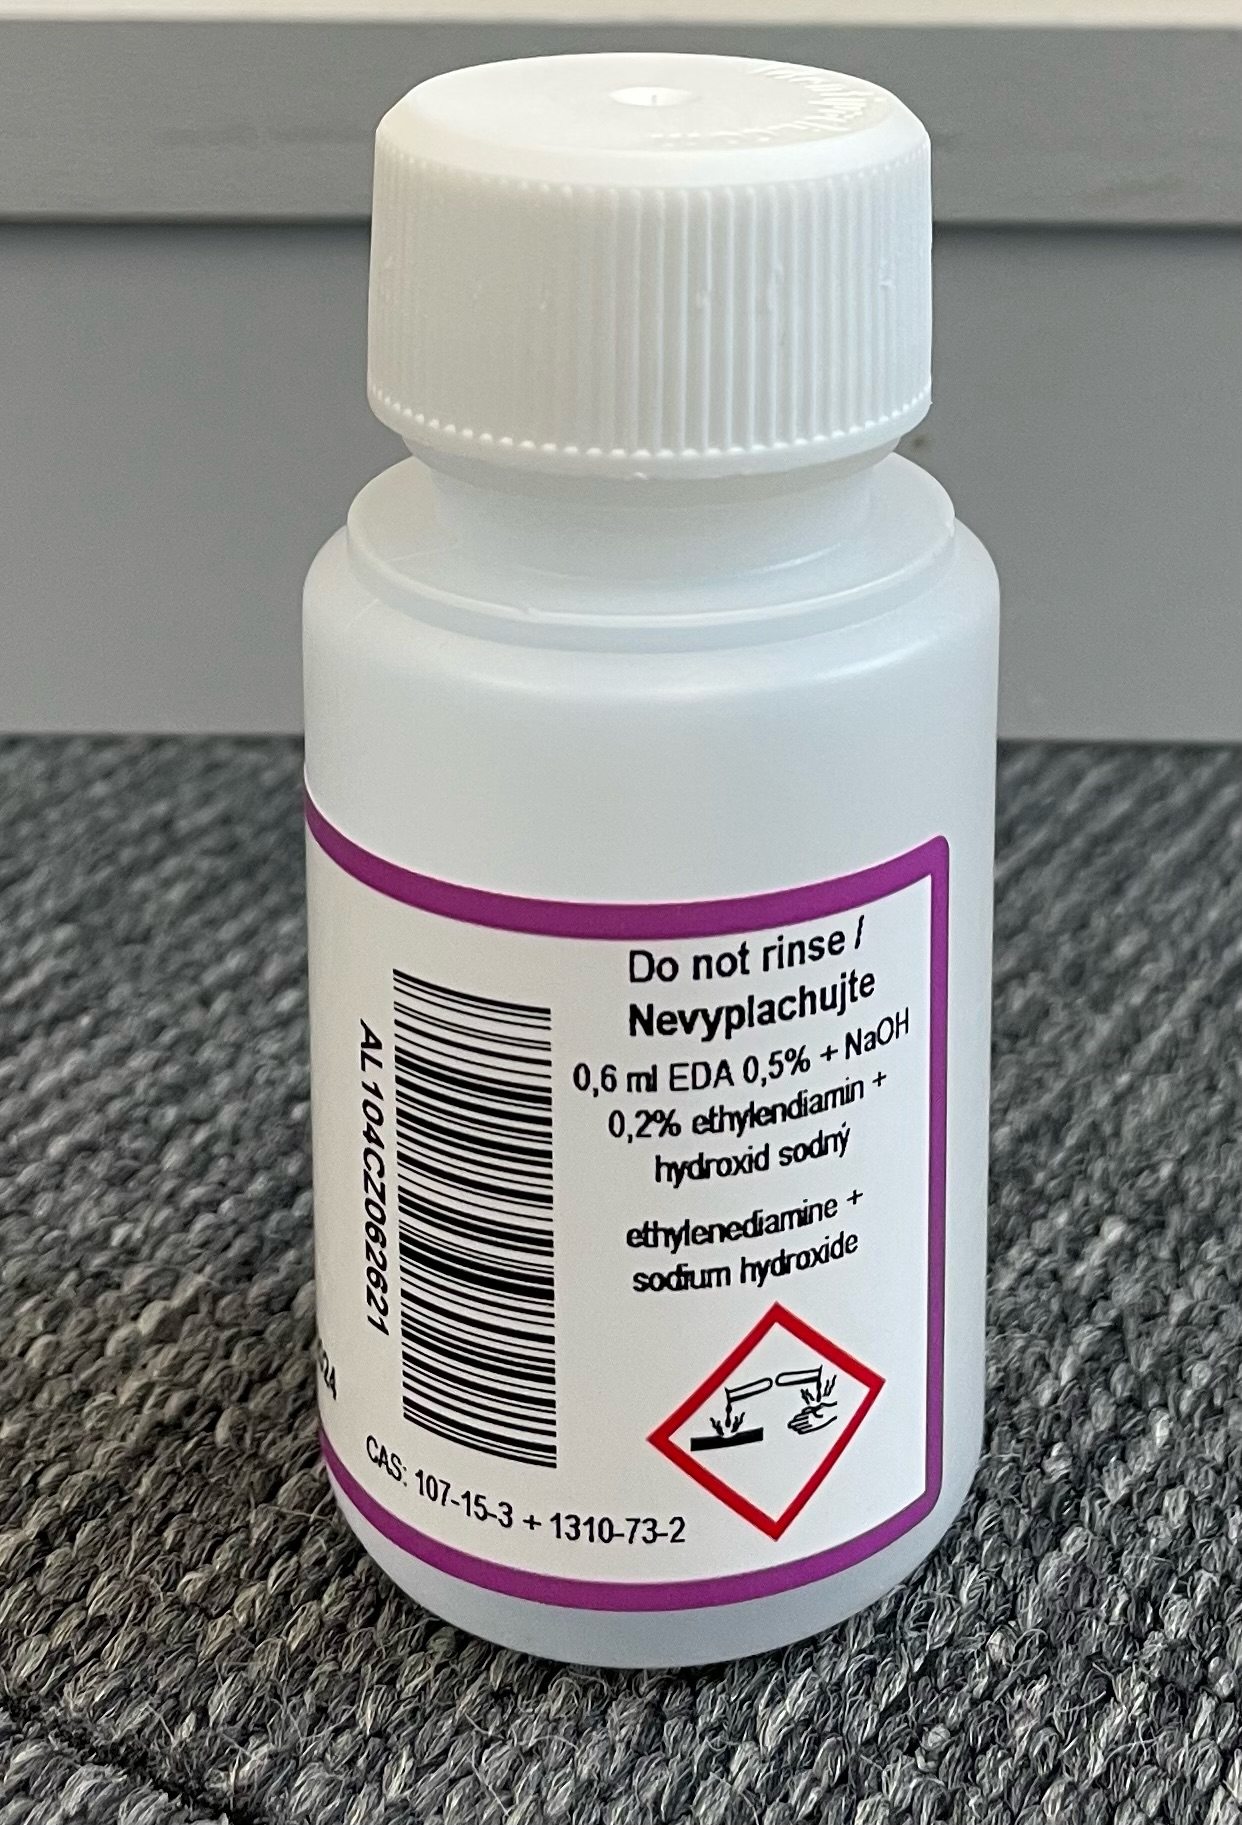 Do not rinse /
Nevyplachujte
0,6 ml EDA 0,5% + NaOH
0,2% ethylendiamin +
hydroxid sodný
ethylenediamine +
sodium hydroxide
AL104CZ062621
CAS: 107-15-3 + 1310-73-2